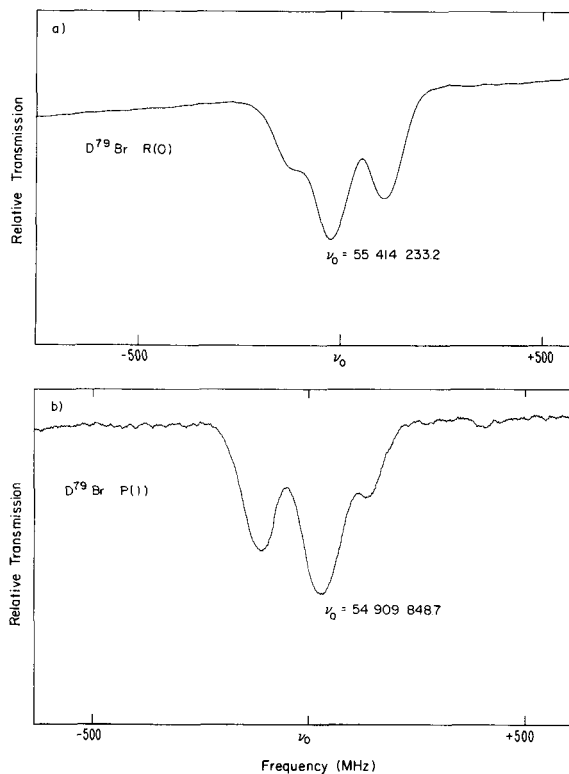 a)
Relative Transmission
D⁷⁹Br R(0)
ν₀ = 55 414 233.2
-500
ν₀
+500
b)
Relative Transmission
D⁷⁹Br P(1)
ν₀ = 54 909 848.7
-500
ν₀
+500
Frequency (MHz)